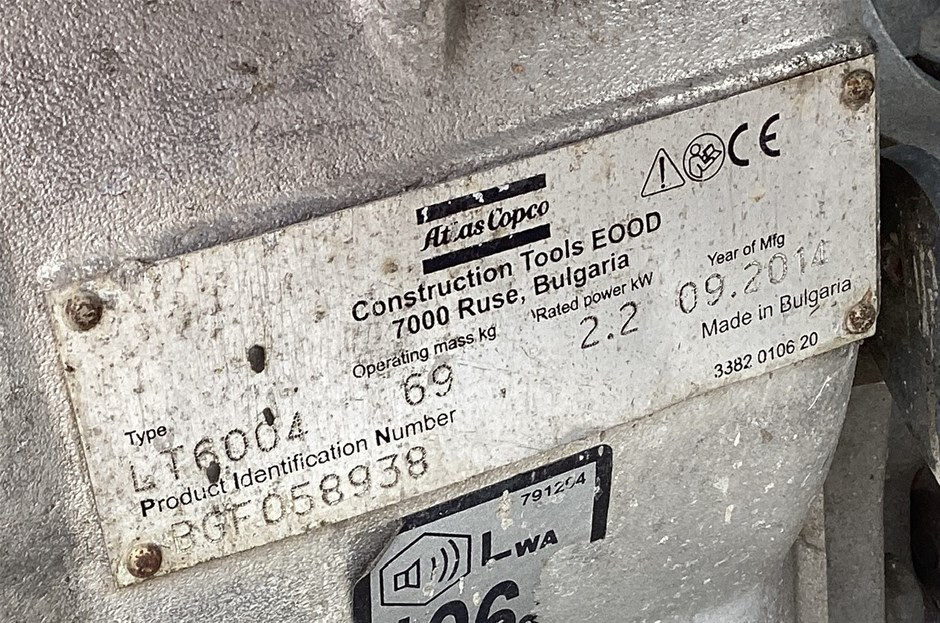 CE
Atlas Copco
Construction Tools EOOD
7000 Ruse, Bulgaria
Type
LT6004
Operating mass kg
69
Rated power kW
2.2
Year of Mfg
09.2014
Product Identification Number
BGF058938
Made in Bulgaria
3382 0106 20
LWA